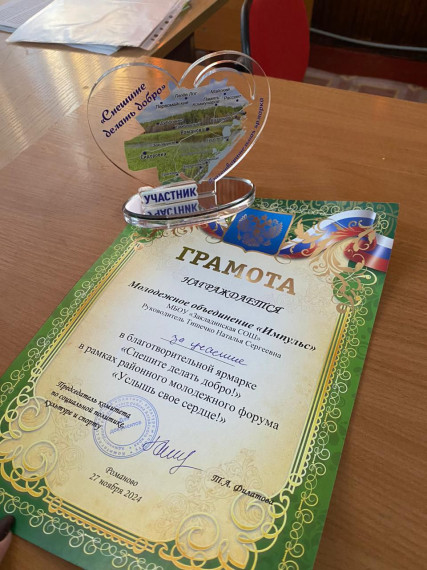 «Спешите
делать добро»
УЧАСТНИК
ГРАМОТА
НАГРАЖДАЕТСЯ
Молодежное объединение «Импульс»
МБОУ «Закладинская СОШ»
Руководитель Тишечко Наталья Сергеевна
за участие
в благотворительной ярмарке
«Спешите делать добро!»
в рамках районного молодежного форума
«Услышь свое сердце!»
Председатель комитета
по социальной политике,
культуре и спорту
Т.А. Филатова
Романово
27 ноября 2024